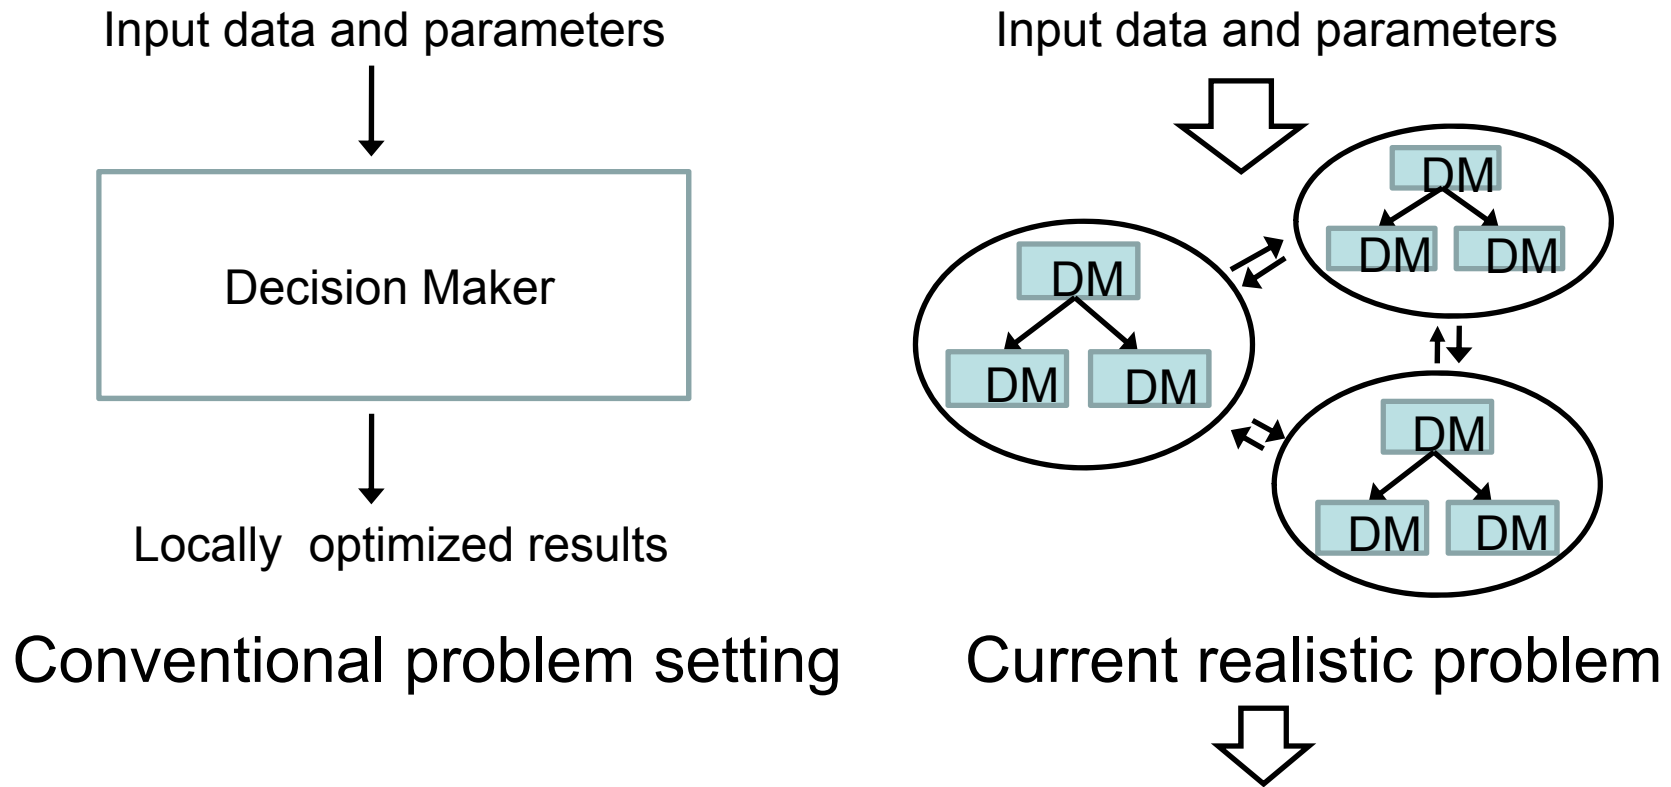 Input data and parameters
Decision Maker
Locally optimized results
Conventional problem setting
Input data and parameters
DM
DM DM
DM
DM DM
DM
DM DM
Current realistic problem